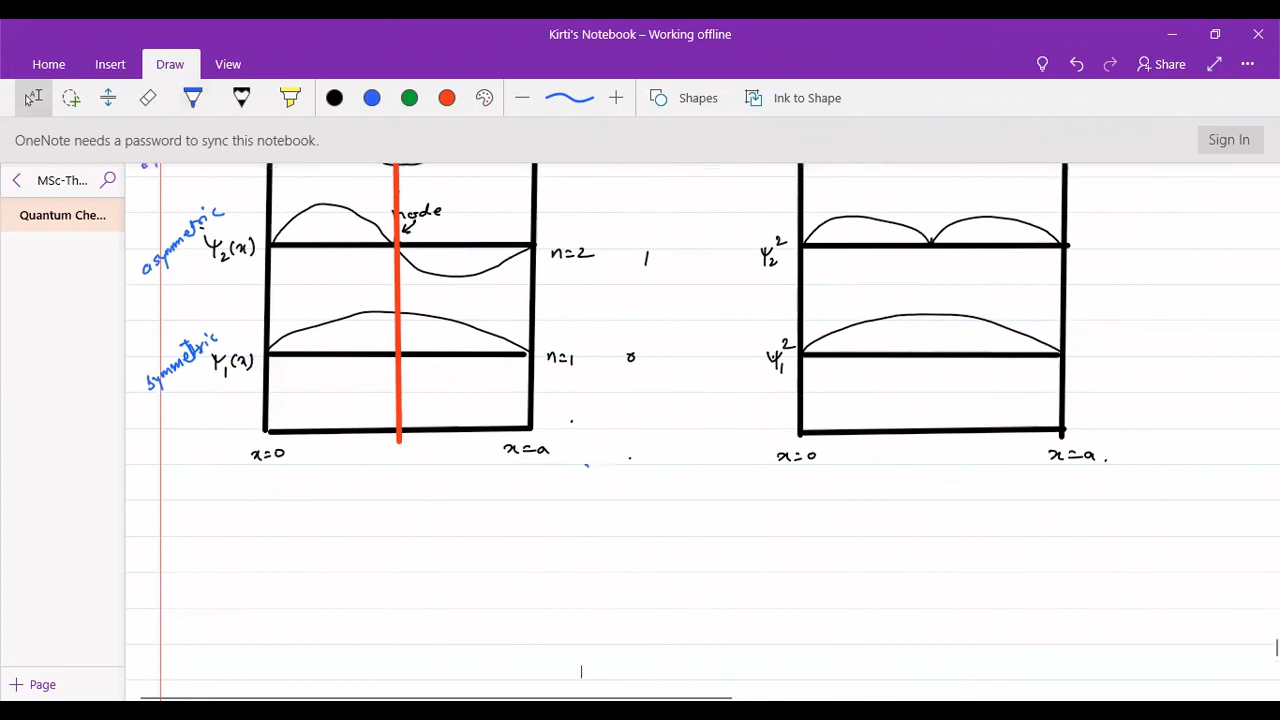 Kirti's Notebook – Working offline
Home Insert Draw View
Share
Shapes
Ink to Shape
OneNote needs a password to sync this notebook.
Sign In
MSc-Th...
Quantum Che...
Page
asymmetric
ψ₂(x)
node
n=2
1
symmetric
ψ₁(x)
n=1
0
x=0
x=a
ψ₂²
ψ₁²
x=0
x=a.